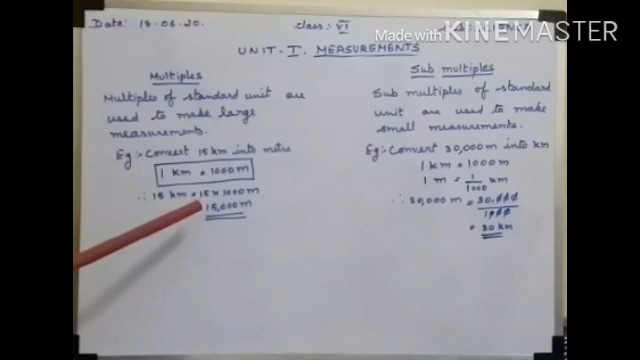 Date: 18-06-20.
class: VI
Made with KINEMASTER
UNIT-I. MEASUREMENTS
Multiples
Multiples of standard unit are
used to make large
measurements.
Eg:- Convert 15 km into metre
1 km = 1000 m
∴ 15 km = 15 x 1000 m
15,000 m
Sub multiples
Sub multiples of standard
unit are used to make
small measurements.
Eg:- Convert 30,000m into km
1 km = 1000 m
1 m = 1/1000 km
∴ 30,000 m = 30,000/1000
= 30 km